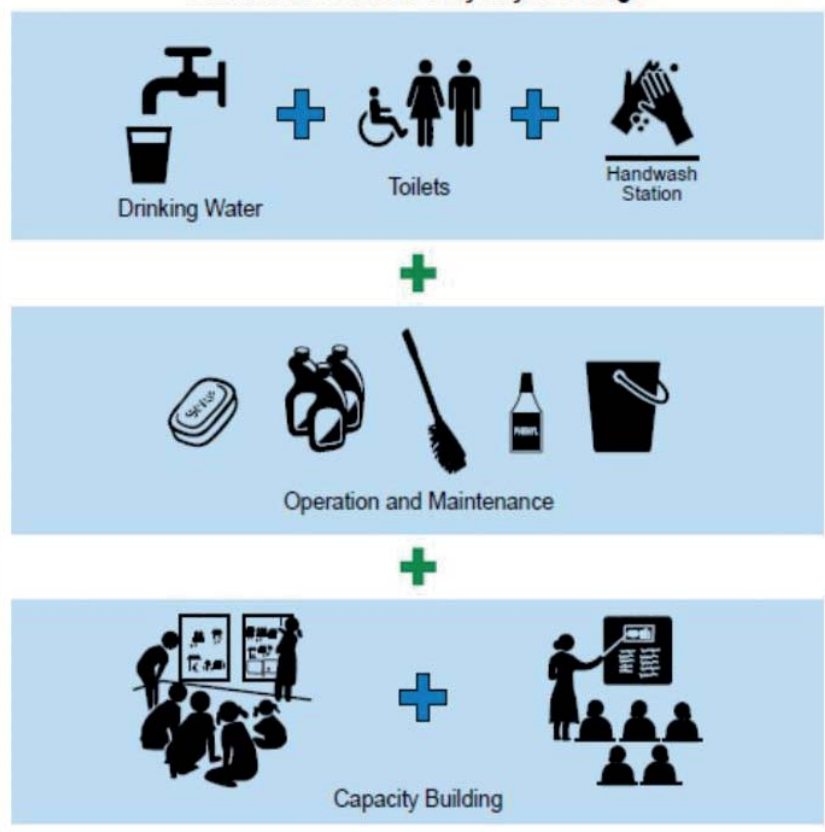 Drinking Water
Toilets
Handwash
Station
Operation and Maintenance
Capacity Building